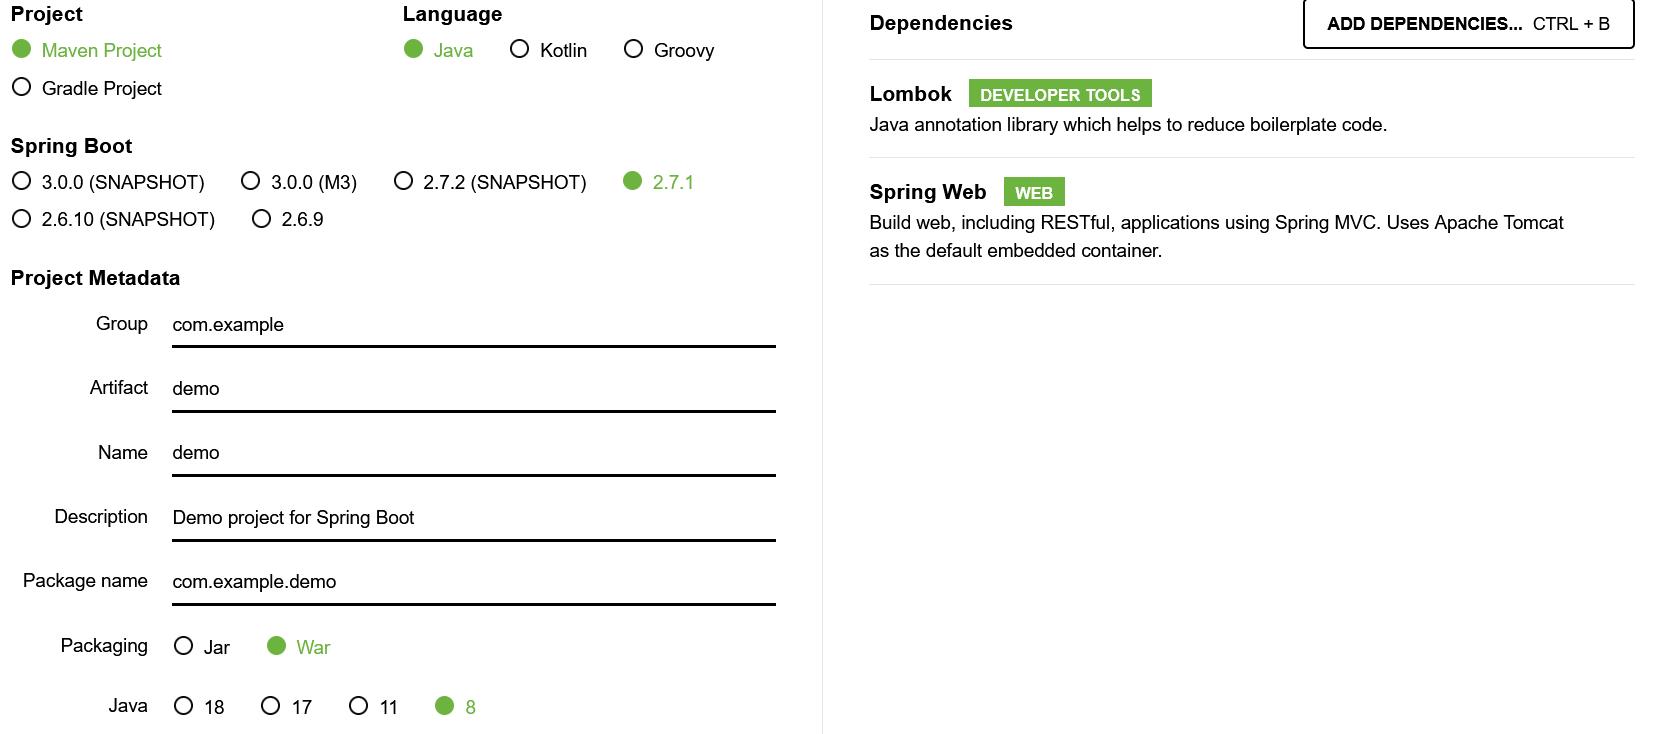 Project
Maven Project
Gradle Project
Language
Java Kotlin Groovy
Spring Boot
3.0.0 (SNAPSHOT) 3.0.0 (M3) 2.7.2 (SNAPSHOT) 2.7.1
2.6.10 (SNAPSHOT) 2.6.9
Project Metadata
Group com.example
Artifact demo
Name demo
Description Demo project for Spring Boot
Package name com.example.demo
Packaging Jar War
Java 18 17 11 8
Dependencies ADD DEPENDENCIES... CTRL + B
Lombok DEVELOPER TOOLS
Java annotation library which helps to reduce boilerplate code.
Spring Web WEB
Build web, including RESTful, applications using Spring MVC. Uses Apache Tomcat
as the default embedded container.